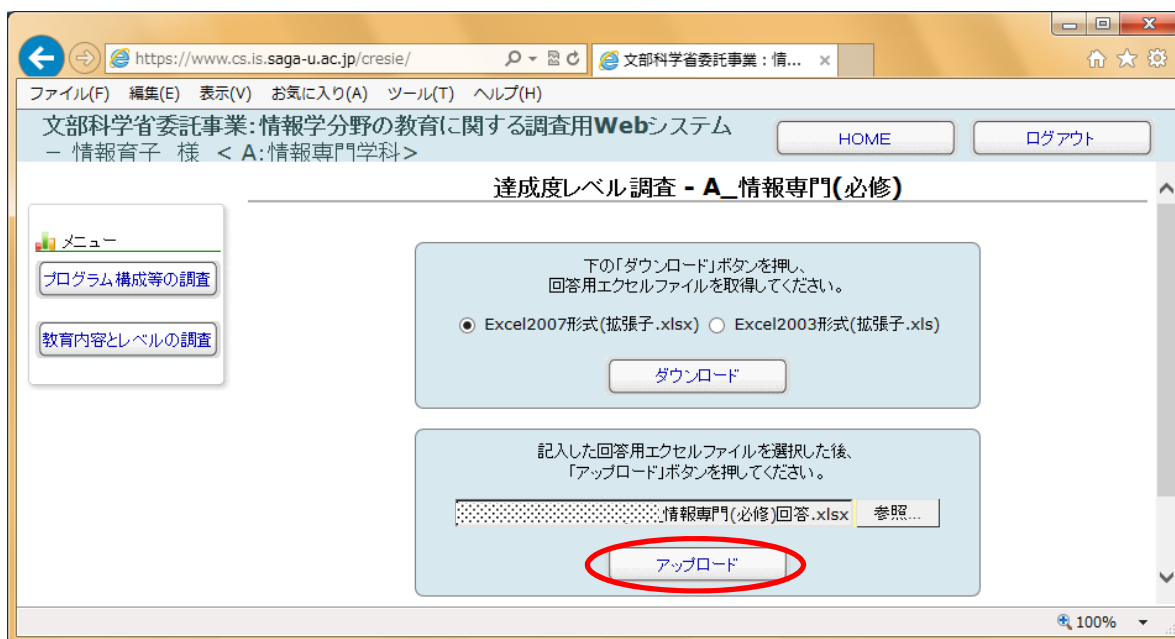 https://www.cs.is.saga-u.ac.jp/cresie/
文部科学省委託事業：情...
ファイル(F) 編集(E) 表示(V) お気に入り(A) ツール(T) ヘルプ(H)
文部科学省委託事業:情報学分野の教育に関する調査用Webシステム
－ 情報育子 様 < A:情報専門学科>
HOME
ログアウト
達成度レベル調査 - A_情報専門(必修)
メニュー
プログラム構成等の調査
教育内容とレベルの調査
下の「ダウンロード」ボタンを押し、
回答用エクセルファイルを取得してください。
Excel2007形式(拡張子.xlsx) Excel2003形式(拡張子.xls)
ダウンロード
記入した回答用エクセルファイルを選択した後、
「アップロード」ボタンを押してください。
_情報専門(必修)回答.xlsx 参照...
アップロード
100%